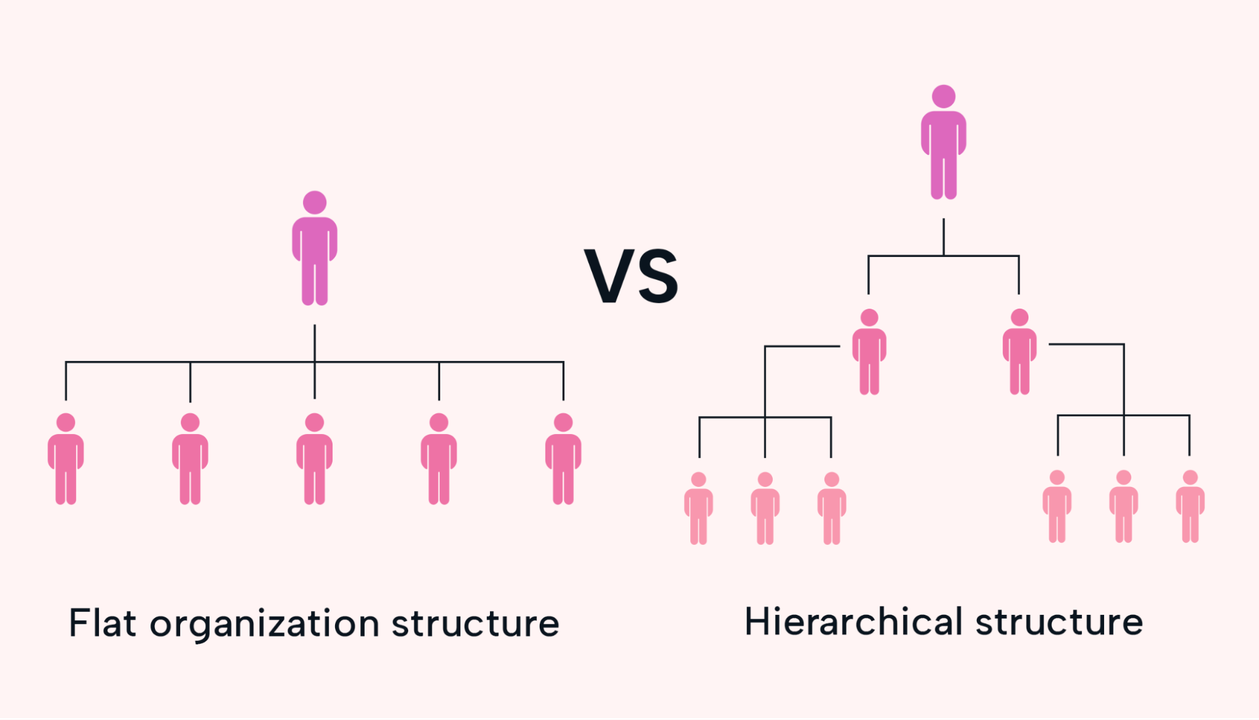 VS
Flat organization structure
Hierarchical structure